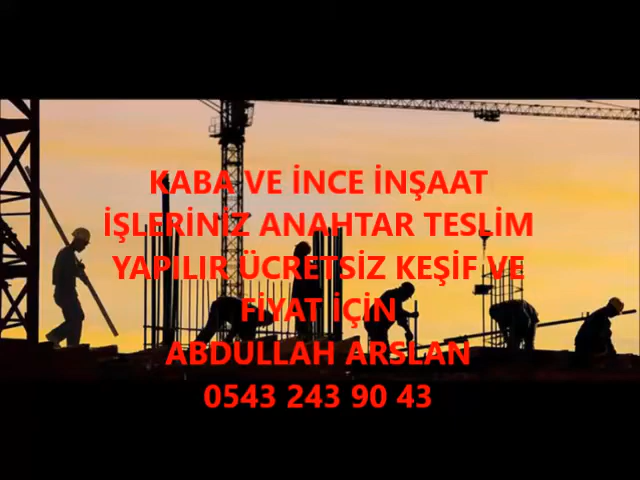 KABA VE İNCE İNŞAAT
İŞLERİNİZ ANAHTAR TESLİM
YAPILIR ÜCRETSİZ KEŞİF VE
FİYAT İÇİN
ABDULLAH ARSLAN
0543 243 90 43